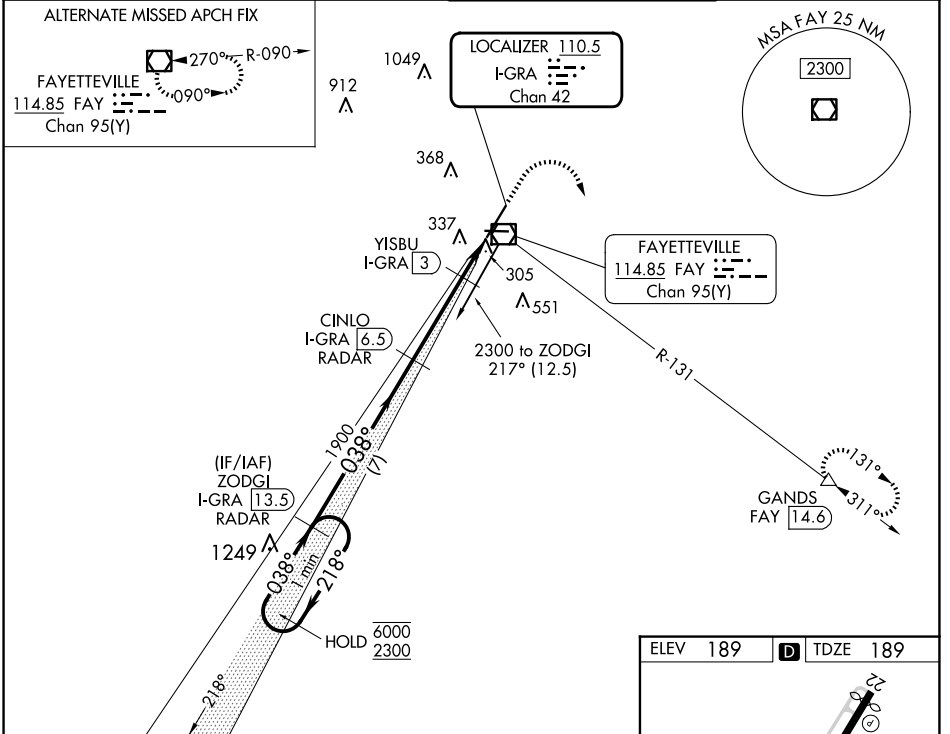 ALTERNATE MISSED APCH FIX
270°
R-090
FAYETTEVILLE
114.85 FAY
090°
Chan 95(Y)
912
1049
LOCALIZER 110.5
I-GRA
Chan 42
MSA FAY 25 NM
2300
368
337
YISBU
I-GRA 3
305
551
FAYETTEVILLE
114.85 FAY
Chan 95(Y)
CINLO
I-GRA 6.5
RADAR
2300 to ZODGI
217° (12.5)
R-131
1900
038°
(7)
(IF/IAF)
ZODGI
I-GRA 13.5
RADAR
131°
311°
GANDS
FAY 14.6
1249
038°
1 min
218°
HOLD 6000
2300
218°
ELEV 189 D TDZE 189
22
P